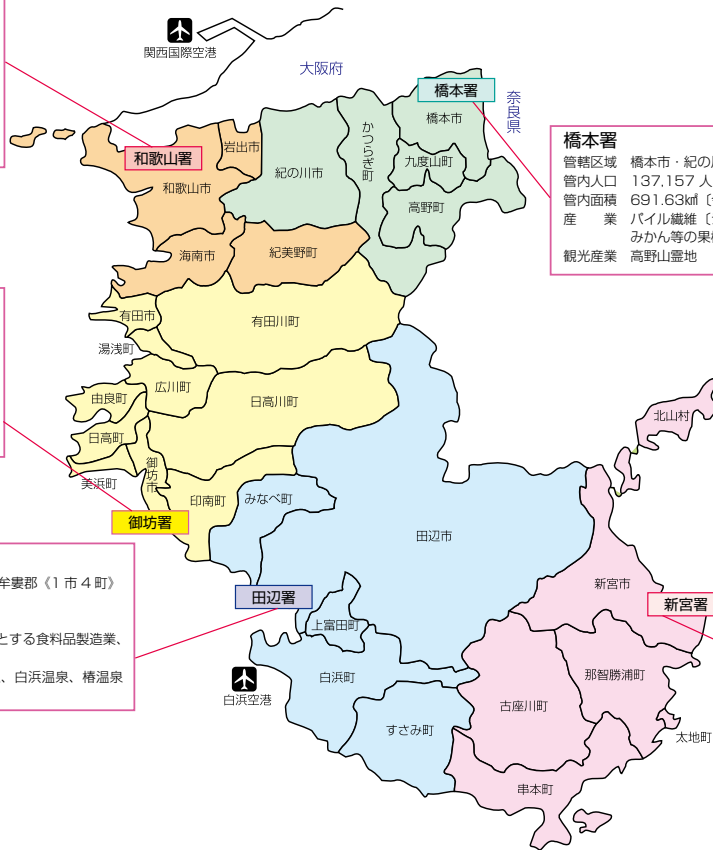 関西国際空港
大阪府
奈良県
橋本署
橋本市
かつらぎ町
九度山町
高野町
紀の川市
岩出市
和歌山署
和歌山市
海南市
紀美野町
橋本署
管轄区域 橋本市・紀の
管内人口 137,157 人
管内面積 691.63㎢〔
産 業 パイル繊維〔
みかん等の果
観光産業 高野山霊地
有田市
有田川町
湯浅町
広川町
由良町
日高川町
日高町
御坊市
美浜町
印南町
みなべ町
御坊署
北山村
田辺市
牟婁郡《1 市 4 町》
とする食料品製造業、
、白浜温泉、椿温泉
田辺署
上富田町
白浜町
白浜空港
すさみ町
新宮市
新宮署
那智勝浦町
古座川町
太地町
串本町